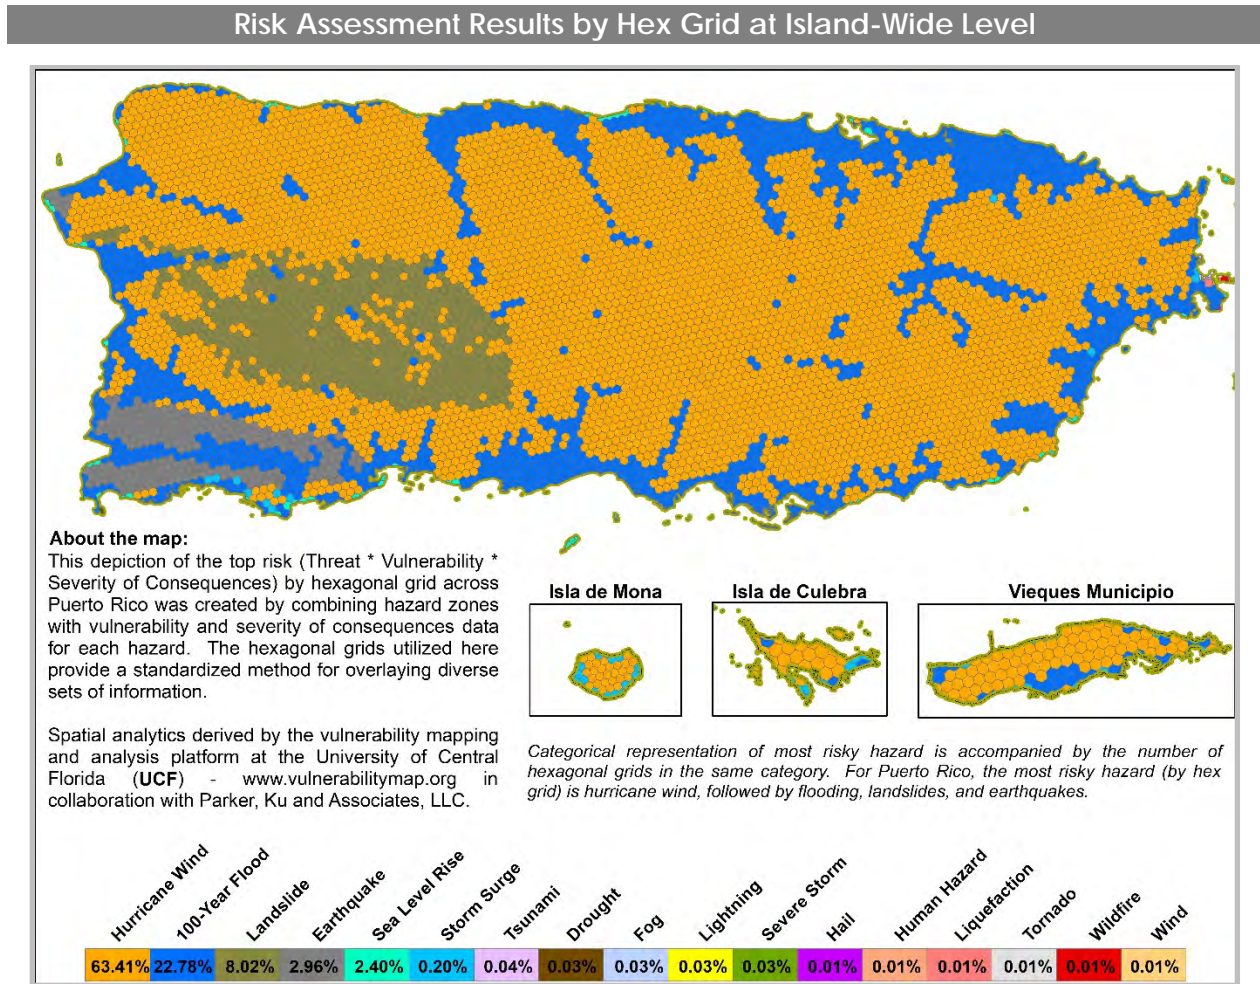 Risk Assessment Results by Hex Grid at Island-Wide Level
About the map:
This depiction of the top risk (Threat * Vulnerability *
Severity of Consequences) by hexagonal grid across
Puerto Rico was created by combining hazard zones
with vulnerability and severity of consequences data
for each hazard. The hexagonal grids utilized here
provide a standardized method for overlaying diverse
sets of information.
Spatial analytics derived by the vulnerability mapping
and analysis platform at the University of Central
Florida (UCF) - www.vulnerabilitymap.org in
collaboration with Parker, Ku and Associates, LLC.
Isla de Mona
Isla de Culebra
Vieques Municipio
Categorical representation of most risky hazard is accompanied by the number of
hexagonal grids in the same category. For Puerto Rico, the most risky hazard (by hex
grid) is hurricane wind, followed by flooding, landslides, and earthquakes.
Hurricane Wind
100-Year Flood
Landslide
Earthquake
Sea Level Rise
Storm Surge
Tsunami
Drought
Fog
Lightning
Severe Storm
Hail
Human Hazard
Liquefaction
Tornado
Wildfire
Wind
63.41% 22.78% 8.02% 2.96% 2.40% 0.20% 0.04% 0.03% 0.03% 0.03% 0.03% 0.01% 0.01% 0.01% 0.01% 0.01% 0.01%